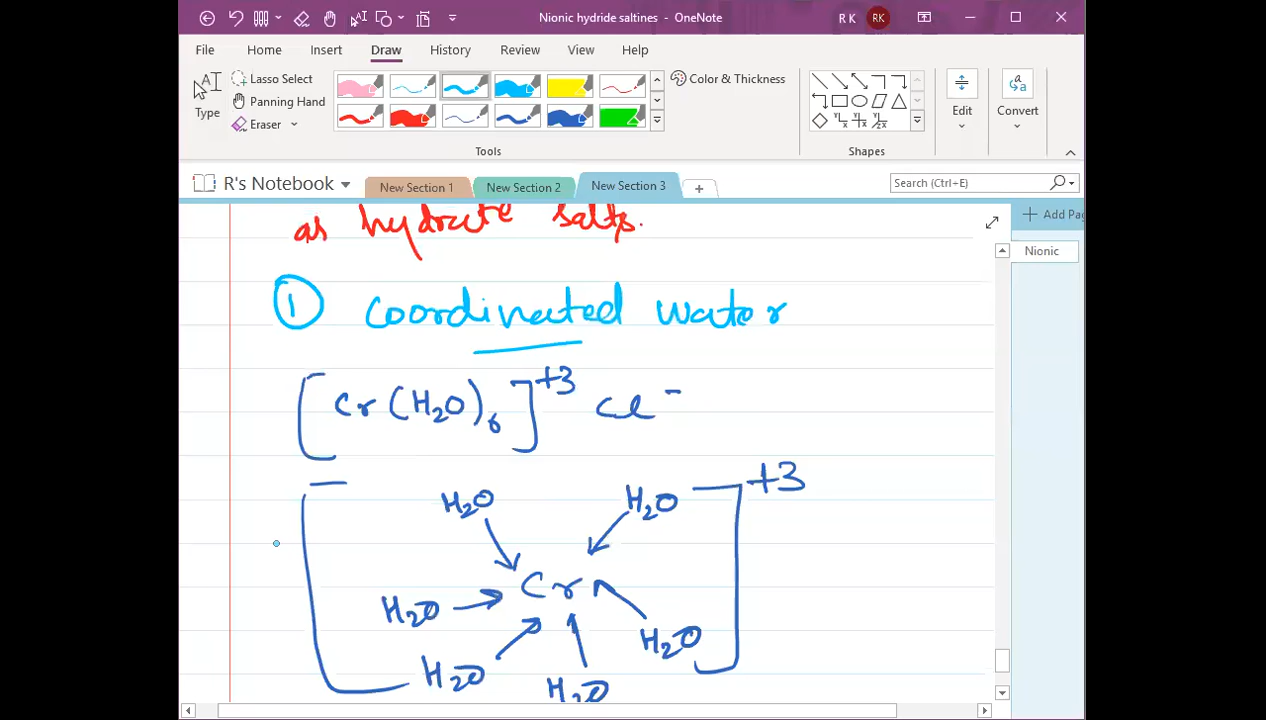 Nionic hydride saltines - OneNote
R K
RK
File Home Insert Draw History Review View Help
Type
Lasso Select
Panning Hand
Eraser
Tools
Color & Thickness
Shapes
Edit
Convert
R's Notebook
New Section 1
New Section 2
New Section 3
Search (Ctrl+E)
Add Pag
Nionic
as hydrate salts.
① Coordinated water
[Cr(H₂O)₆]⁺³ Cl⁻
+3
H₂O H₂O
Cr
H₂O H₂O
H₂O H₂O